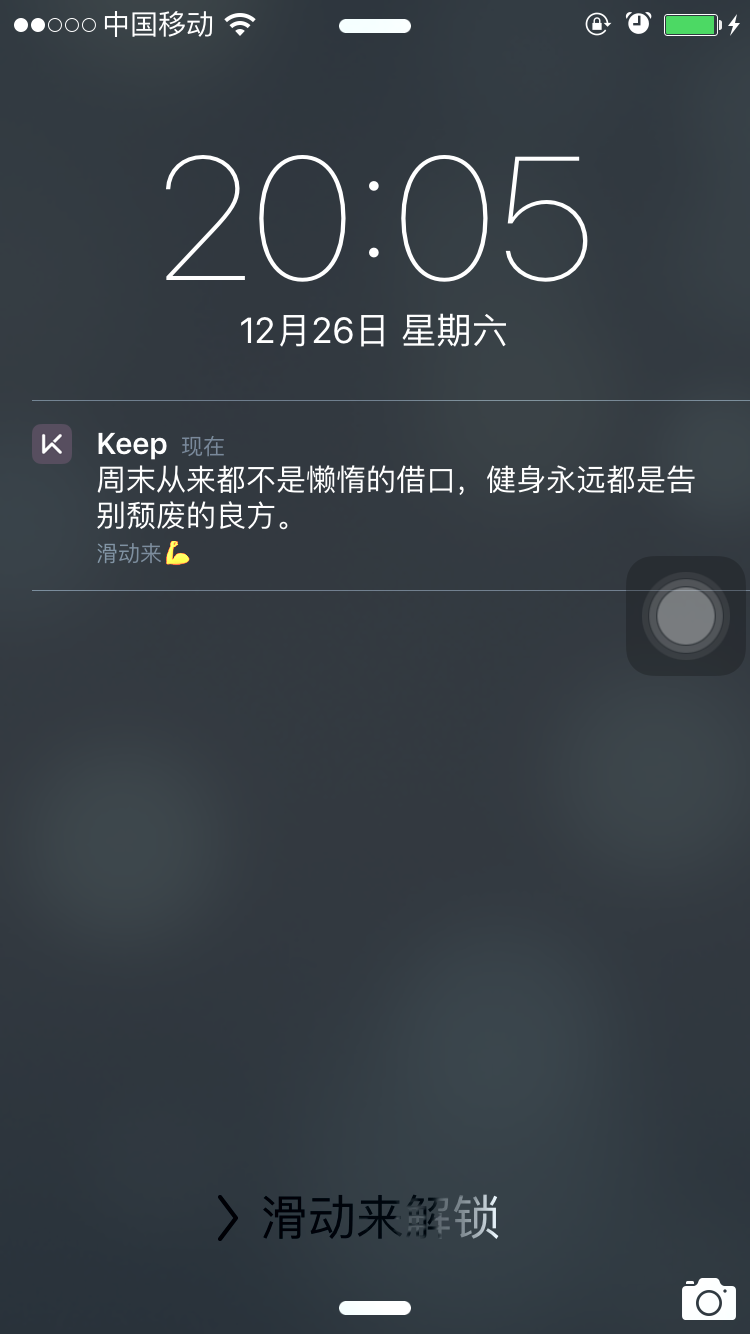 中国移动
20:05
12月26日 星期六
Keep 现在
周末从来都不是懒惰的借口，健身永远都是告
别颓废的良方。
滑动来💪
滑动来解锁